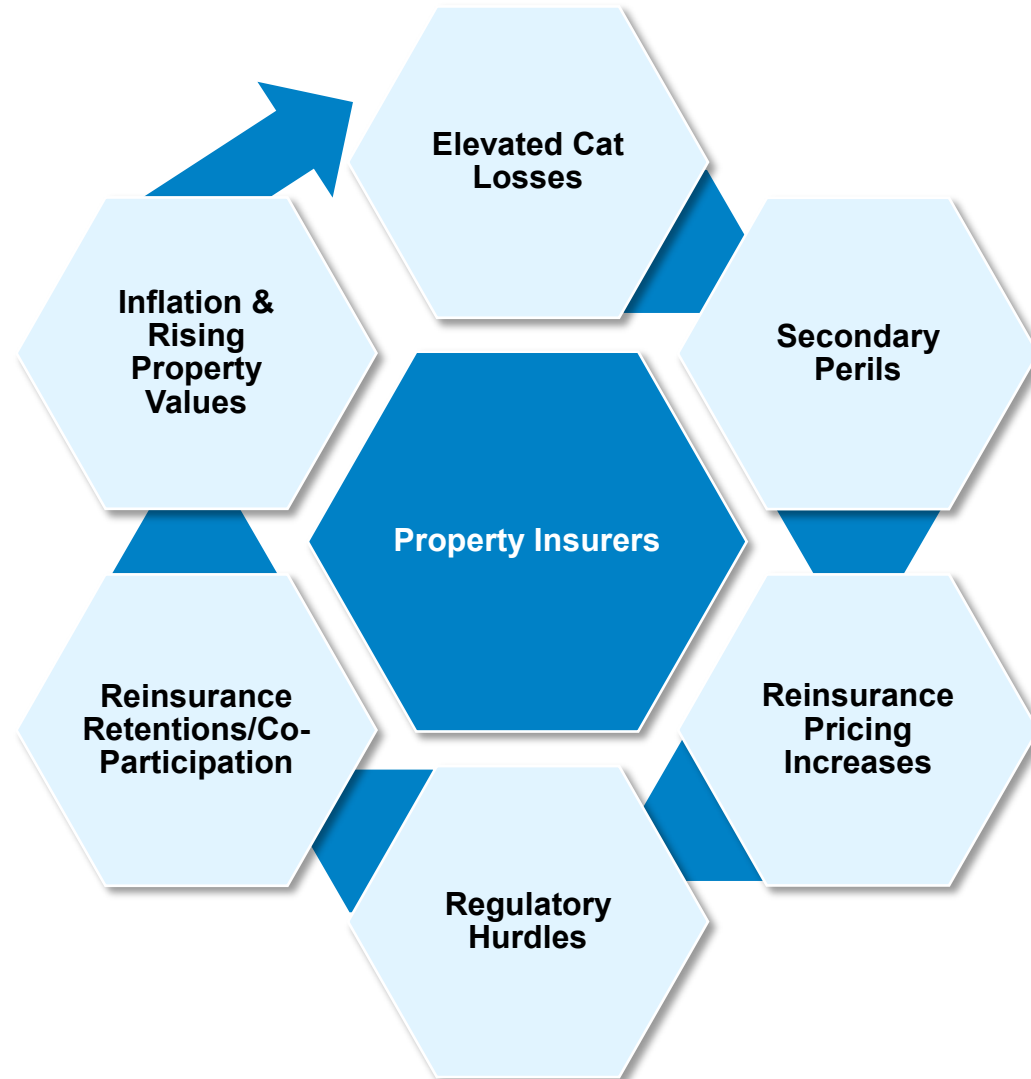 Elevated Cat
Losses
Secondary
Perils
Reinsurance
Pricing
Increases
Regulatory
Hurdles
Reinsurance
Retentions/Co-
Participation
Inflation &
Rising
Property
Values
Property Insurers